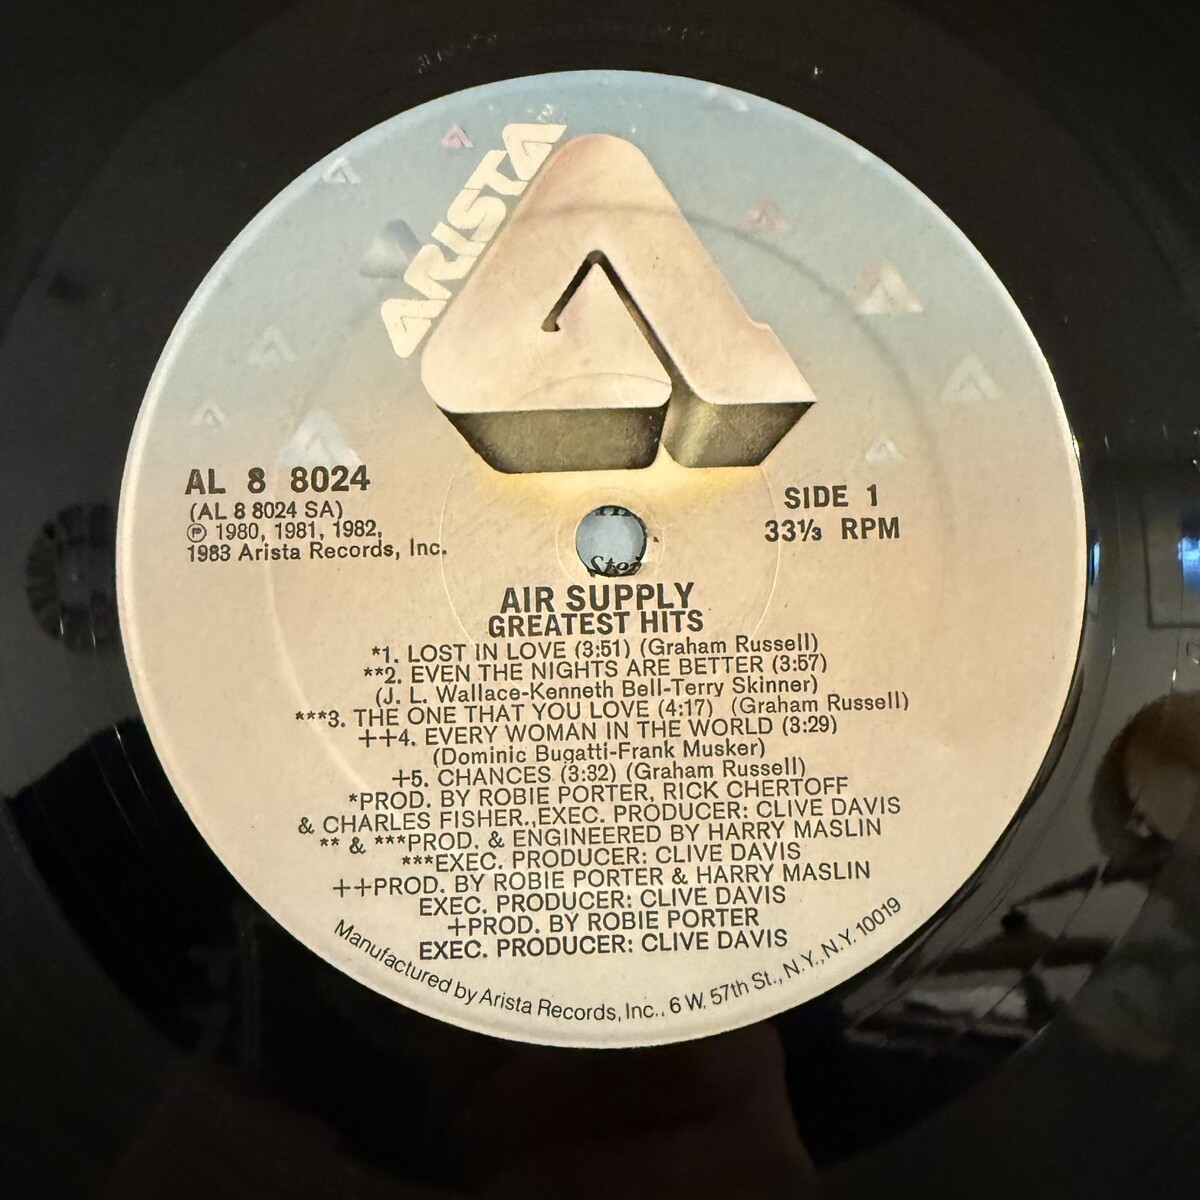 ARISTA™
AL 8 8024
(AL 8 8024 SA)
℗ 1980, 1981, 1982,
1983 Arista Records, Inc.
SIDE 1
33⅓ RPM
AIR SUPPLY
GREATEST HITS
*1. LOST IN LOVE (3:51) (Graham Russell)
**2. EVEN THE NIGHTS ARE BETTER (3:57)
(J. L. Wallace-Kenneth Bell-Terry Skinner)
***3. THE ONE THAT YOU LOVE (4:17) (Graham Russell)
++4. EVERY WOMAN IN THE WORLD (3:29)
(Dominic Bugatti-Frank Musker)
+5. CHANCES (3:32) (Graham Russell)
*PROD. BY ROBIE PORTER, RICK CHERTOFF
& CHARLES FISHER.,EXEC. PRODUCER: CLIVE DAVIS
** & ***PROD. & ENGINEERED BY HARRY MASLIN
***EXEC. PRODUCER: CLIVE DAVIS
++PROD. BY ROBIE PORTER & HARRY MASLIN
EXEC. PRODUCER: CLIVE DAVIS
+PROD. BY ROBIE PORTER
EXEC. PRODUCER: CLIVE DAVIS
Manufactured by Arista Records, Inc., 6 W. 57th St., N.Y., N.Y. 10019